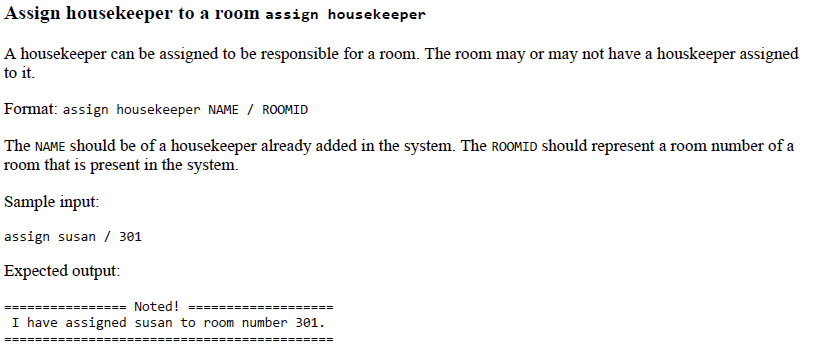 Assign housekeeper to a room assign housekeeper
A housekeeper can be assigned to be responsible for a room. The room may or may not have a houskeeper assigned
to it.
Format: assign housekeeper NAME / ROOMID
The NAME should be of a housekeeper already added in the system. The ROOMID should represent a room number of a
room that is present in the system.
Sample input:
assign susan / 301
Expected output:
================ Noted! ===================
I have assigned susan to room number 301.
===========================================